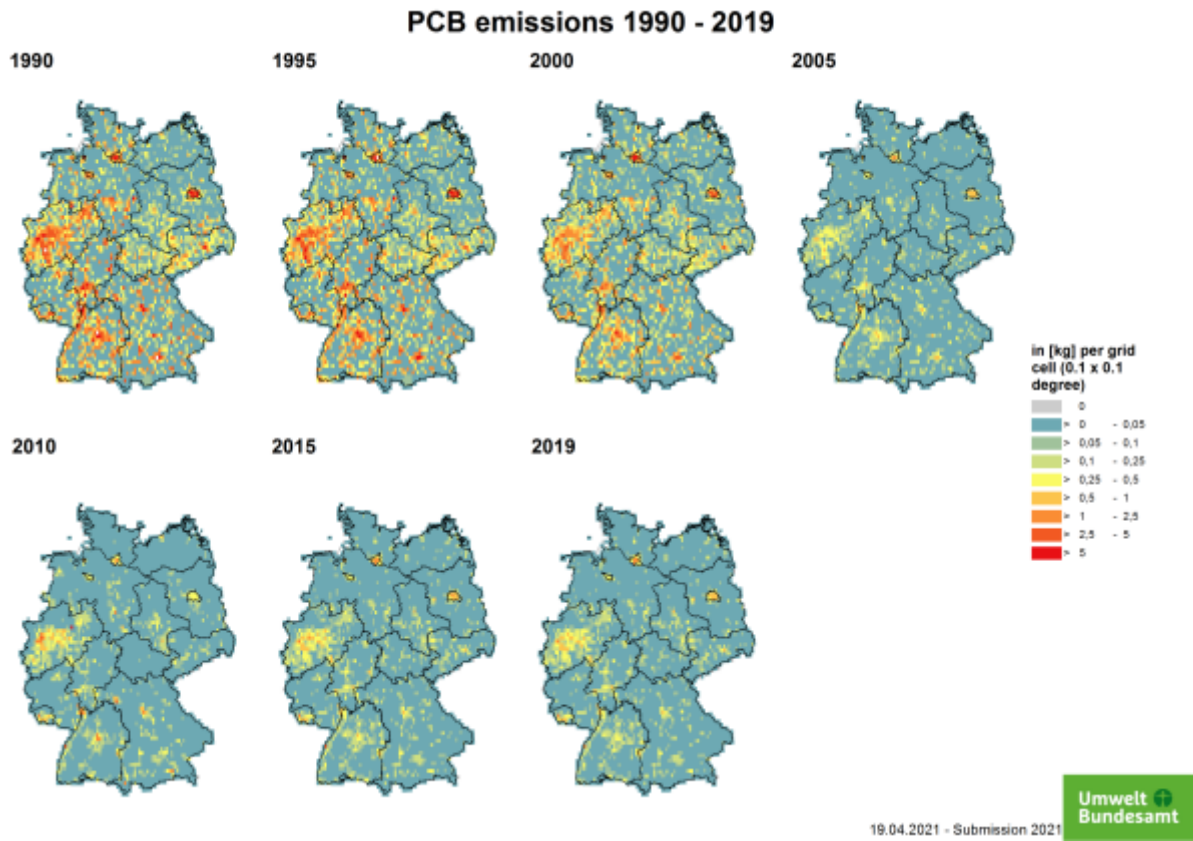 PCB emissions 1990 - 2019
1990
1995
2000
2005
in [kg] per grid
cell (0.1 x 0.1
degree)
0
> 0 - 0,05
> 0,05 - 0,1
> 0,1 - 0,25
> 0,25 - 0,5
> 0,5 - 1
> 1 - 2,5
> 2,5 - 5
> 5
2010
2015
2019
Umwelt
Bundesamt
19.04.2021 - Submission 2021